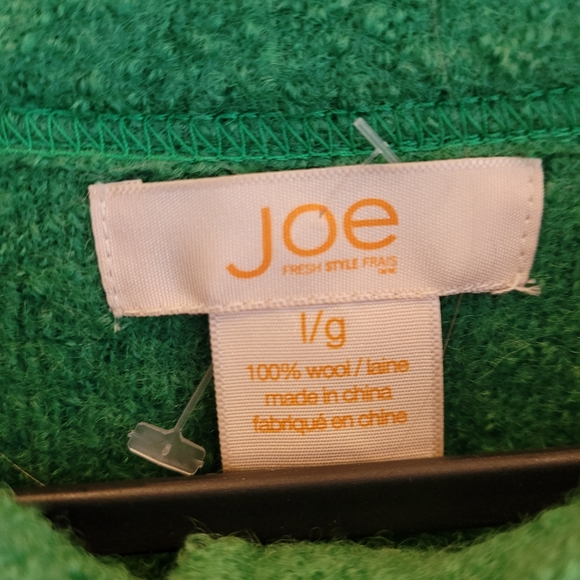 Joe
FRESH STYLE FRAIS
l/g
100% wool / laine
made in china
fabriqué en chine